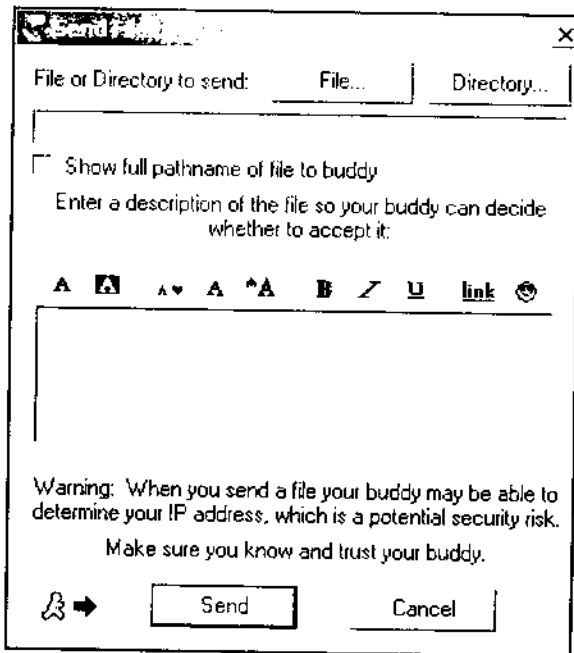 File or Directory to send: File... Directory...
Show full pathname of file to buddy
Enter a description of the file so your buddy can decide
whether to accept it:
A A A A A B I U link
Warning: When you send a file your buddy may be able to
determine your IP address, which is a potential security risk.
Make sure you know and trust your buddy.
Send Cancel